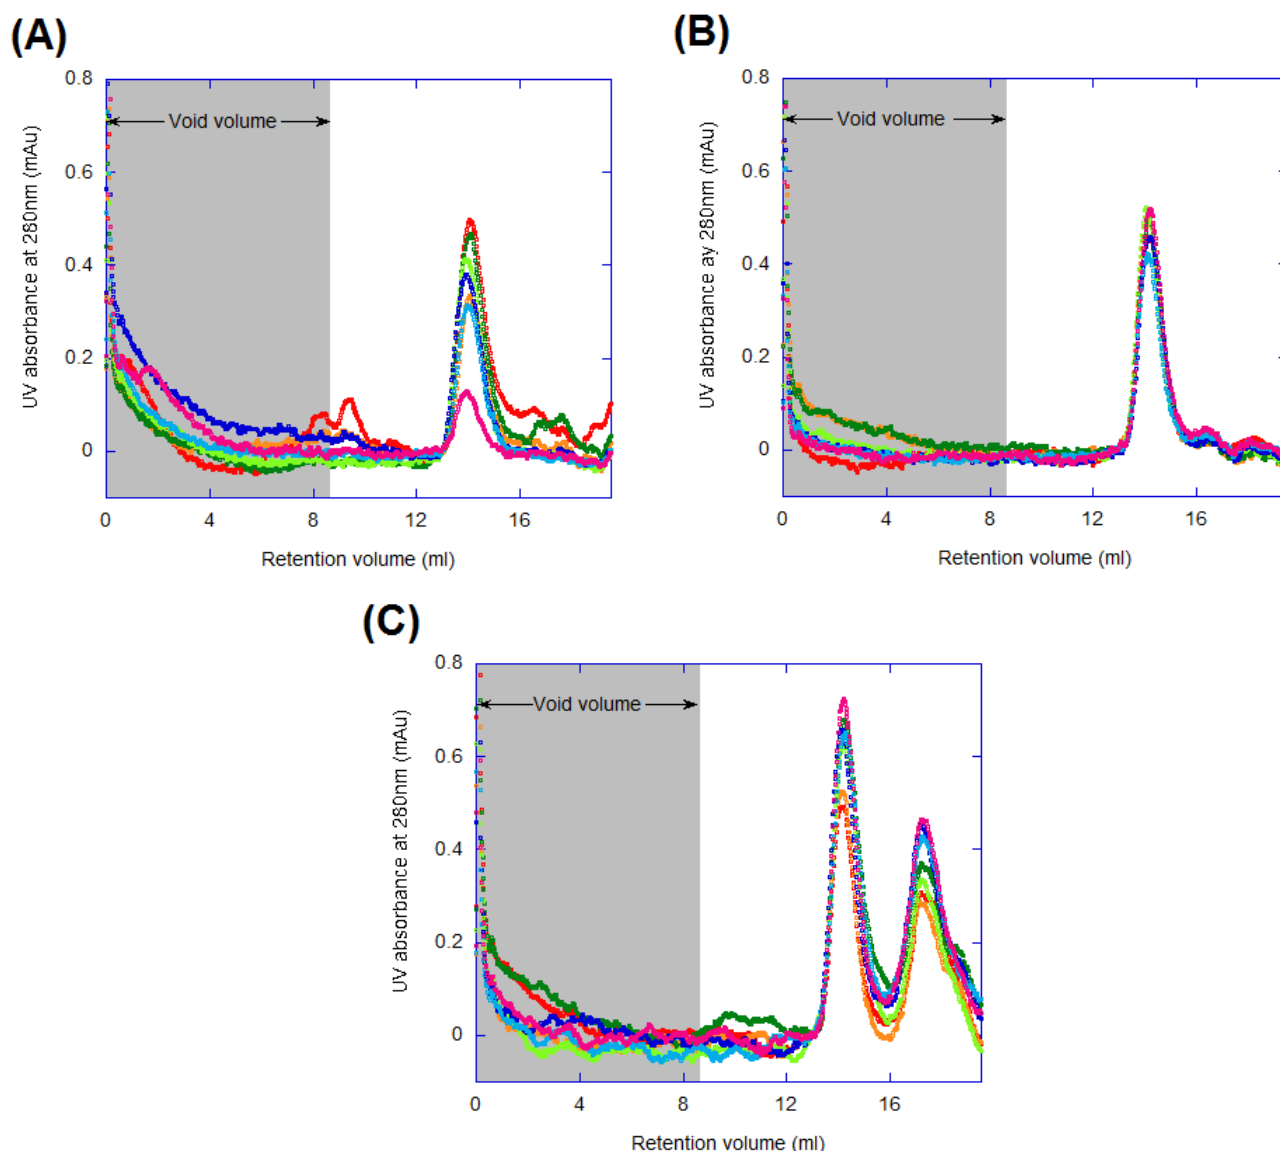 (A)
(B)
0.8
0.6
0.4
0.2
0
Void volume
UV absorbance at 280nm (mAu)
0 4 8 12 16
Retention volume (ml)
0.8
0.6
0.4
0.2
0
Void volume
UV absorbance ay 280nm (mAu)
0 4 8 12 16
Retention volume (ml)
(C)
0.8
0.6
0.4
0.2
0
Void volume
UV absorbance at 280nm (mAu)
0 4 8 12 16
Retention volume (ml)